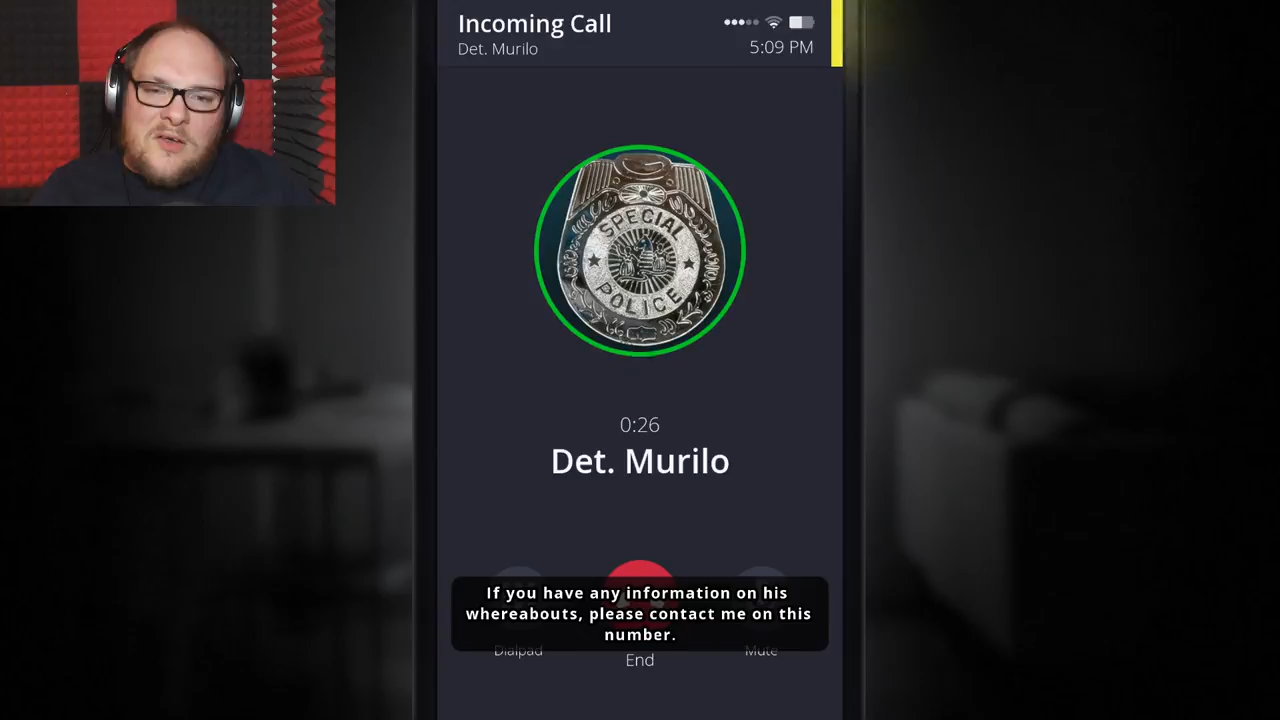 Incoming Call
Det. Murilo
5:09 PM
SPECIAL
POLICE
0:26
Det. Murilo
If you have any information on his
whereabouts, please contact me on this
number.
Dialpad
End
Mute